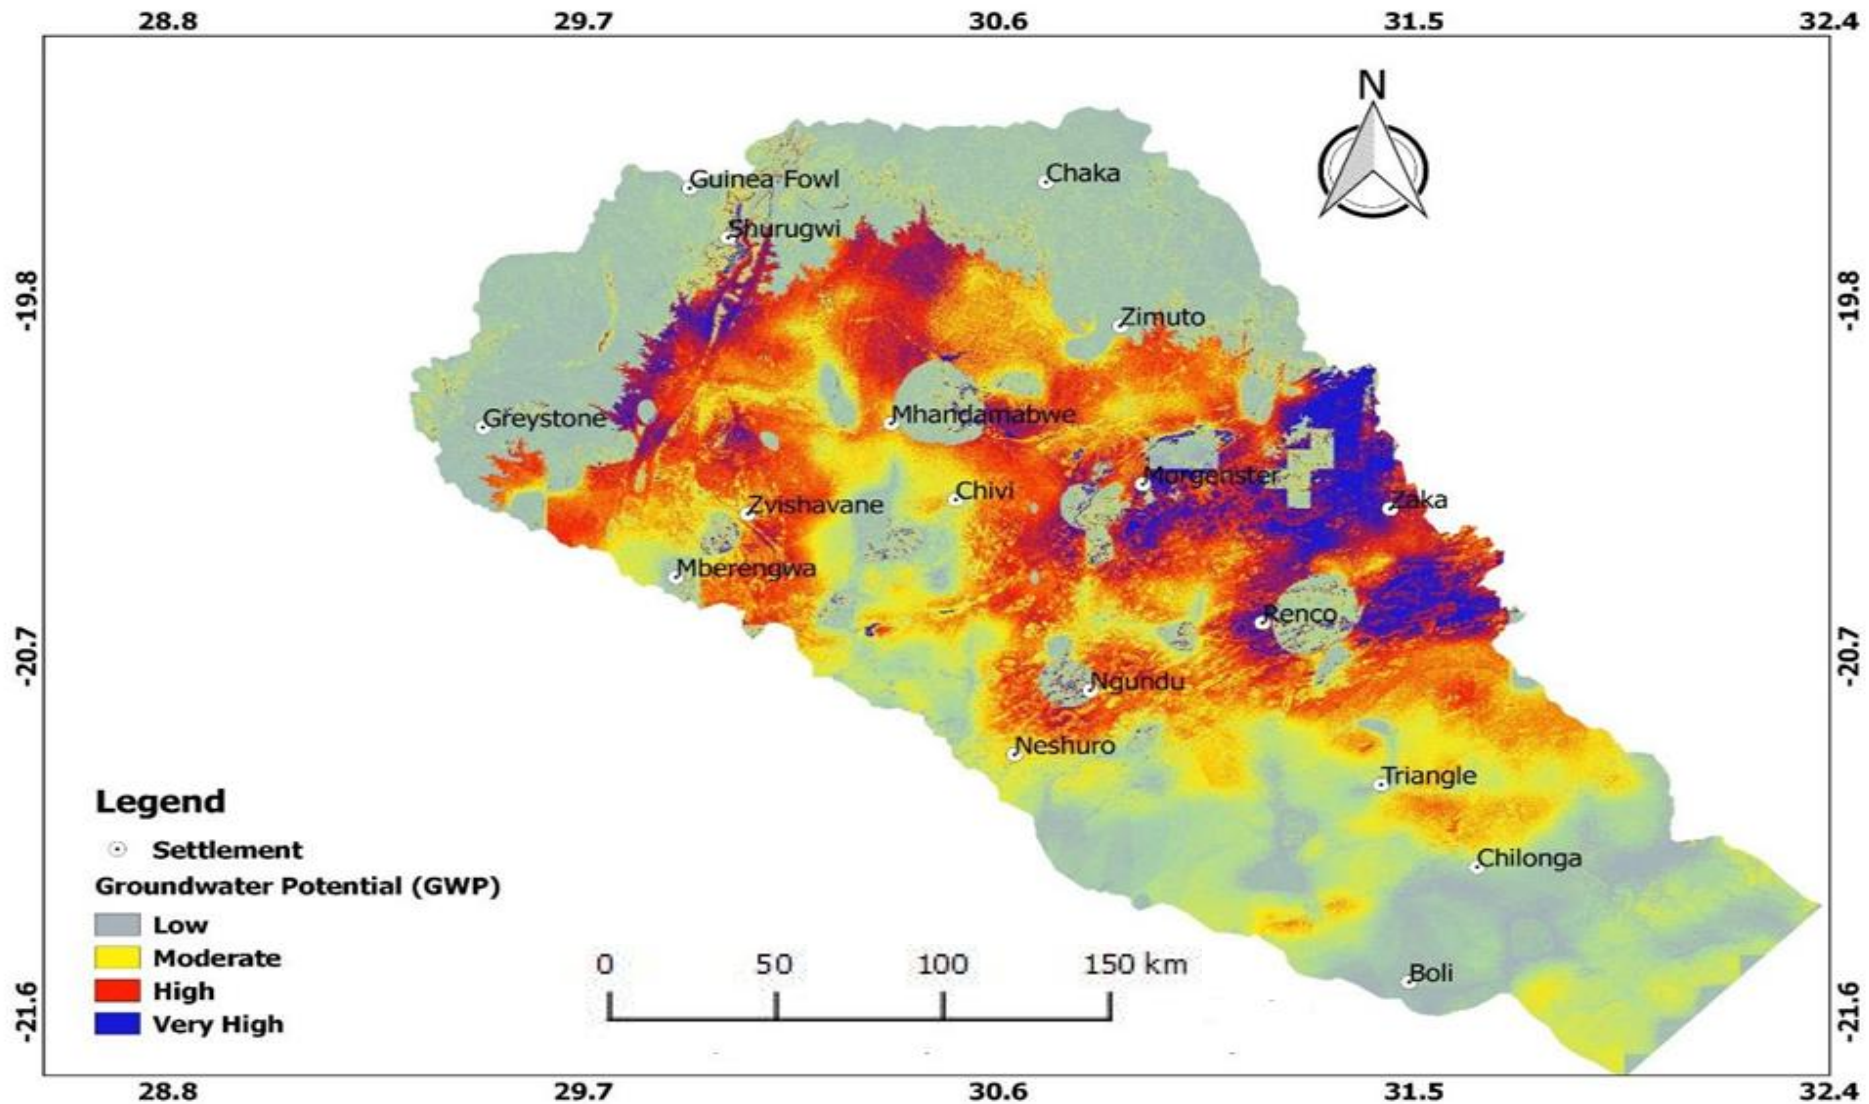 28.8 29.7 30.6 31.5 32.4
N
Guinea Fowl
Chaka
Shurugwi
-19.8
-19.8
Zimuto
Greystone
Mhandamabwe
Morgenster
Chivi
Zvishavane
Zaka
Mberengwa
Renco
-20.7
-20.7
Ngundu
Neshuro
Triangle
Chilonga
Boli
Legend
Settlement
Groundwater Potential (GWP)
Low
Moderate
High
Very High
0 50 100 150 km
-21.6
-21.6
28.8 29.7 30.6 31.5 32.4